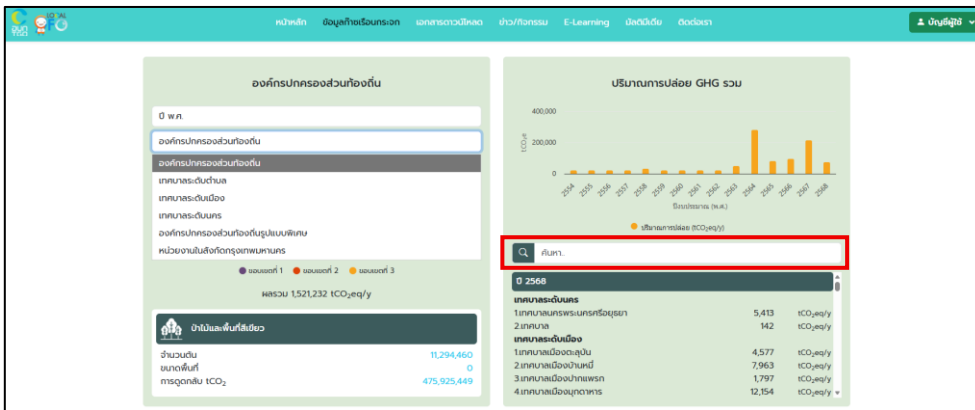 อบก
TGO
LOCAL
CFO
หน้าหลัก ข้อมูลก๊าซเรือนกระจก เอกสารดาวน์โหลด ข่าว/กิจกรรม E-Learning มัลติมีเดีย ติดต่อเรา
บัญชีผู้ใช้
องค์กรปกครองส่วนท้องถิ่น
ปี พ.ศ.
องค์กรปกครองส่วนท้องถิ่น
องค์กรปกครองส่วนท้องถิ่น
เทศบาลระดับตำบล
เทศบาลระดับเมือง
เทศบาลระดับนคร
องค์กรปกครองส่วนท้องถิ่นรูปแบบพิเศษ
หน่วยงานในสังกัดกรุงเทพมหานคร
ขอบเขตที่ 1 ขอบเขตที่ 2 ขอบเขตที่ 3
ผลรวม 1,521,232 tCO₂eq/y
ป่าไม้และพื้นที่สีเขียว
จำนวนต้น 11,294,460
ขนาดพื้นที่ 0
การดูดกลับ tCO₂ 475,925,449
ปริมาณการปล่อย GHG รวม
400,000
200,000
0
tCO₂e
2554 2555 2556 2557 2558 2559 2560 2561 2562 2563 2564 2565 2566 2567 2568
ปีงบประมาณ (พ.ศ.)
ปริมาณการปล่อย (tCO₂eq/y)
ค้นหา..
ปี 2568
เทศบาลระดับนคร
1.เทศบาลนครพระนครศรีอยุธยา 5,413 tCO₂eq/y
2.เทศบาล 142 tCO₂eq/y
เทศบาลระดับเมือง
1.เทศบาลเมืองตะลุบัน 4,577 tCO₂eq/y
2.เทศบาลเมืองบ้านหมี่ 7,963 tCO₂eq/y
3.เทศบาลเมืองปากแพรก 1,797 tCO₂eq/y
4.เทศบาลเมืองมุกดาหาร 12,154 tCO₂eq/y